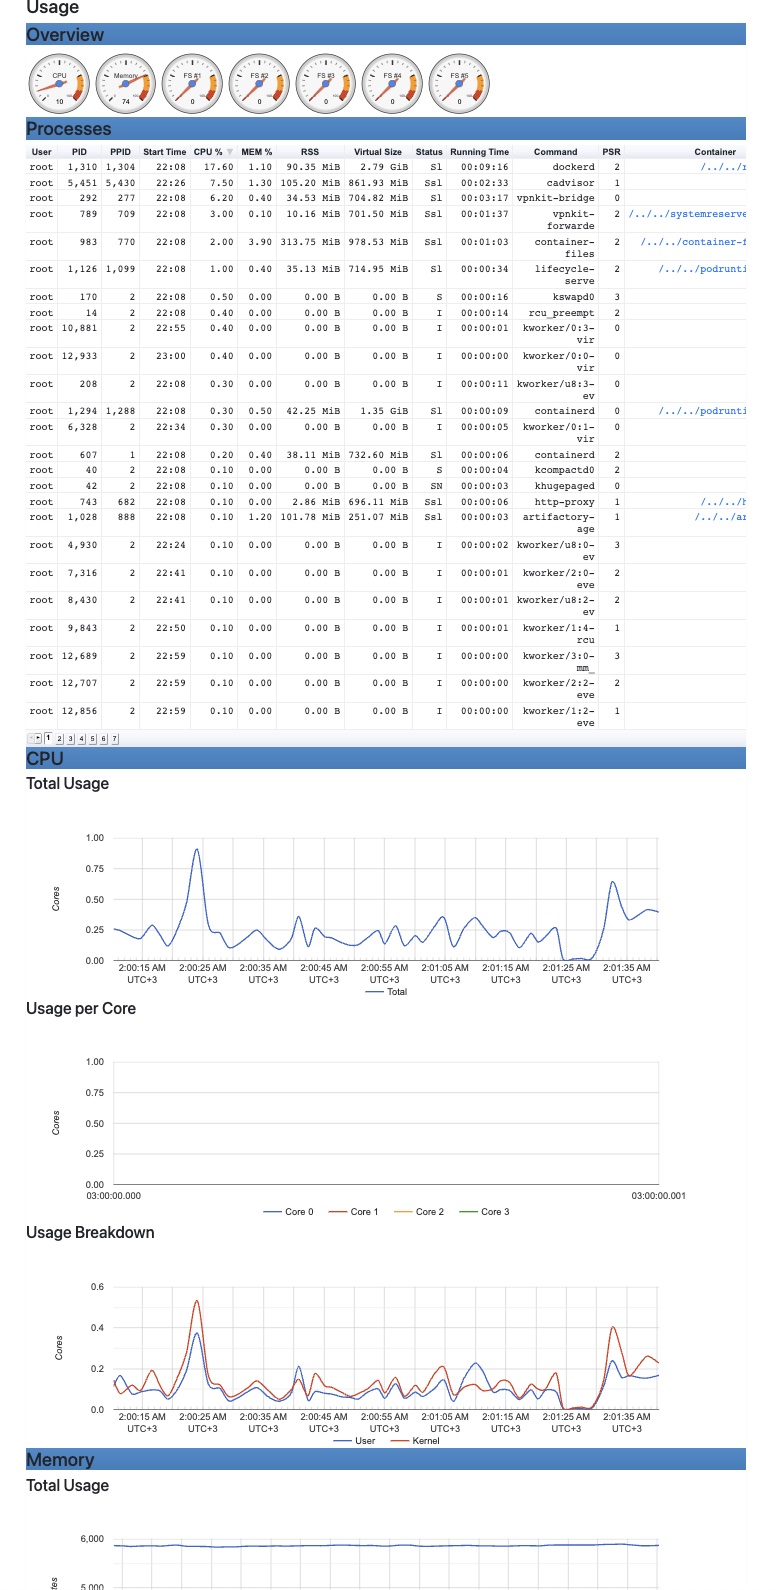 Usage
Overview
CPU Memory FS #1 FS #2 FS #3 FS #4 FS #5
10 74 0 0 0 0 0
Processes
User PID PPID Start Time CPU % ▼ MEM % RSS Virtual Size Status Running Time Command PSR Container
root 1,310 1,304 22:08 17.60 1.10 90.35 MiB 2.79 GiB Sl 00:09:16 dockerd 2 /../../r
root 5,451 5,430 22:26 7.50 1.30 105.20 MiB 861.93 MiB Ssl 00:02:33 cadvisor 1
root 292 277 22:08 6.20 0.40 34.53 MiB 704.82 MiB Sl 00:03:17 vpnkit-bridge 0
root 789 709 22:08 3.00 0.10 10.16 MiB 701.50 MiB Ssl 00:01:37 vpnkit- 2 /../../systemreserve
forwarde
root 983 770 22:08 2.00 3.90 313.75 MiB 978.53 MiB Ssl 00:01:03 container- 2 /../../container-f
files
root 1,126 1,099 22:08 1.00 0.40 35.13 MiB 714.95 MiB Sl 00:00:34 lifecycle- 2 /../../podrunti
serve
root 170 2 22:08 0.50 0.00 0.00 B 0.00 B S 00:00:16 kswapd0 3
root 14 2 22:08 0.40 0.00 0.00 B 0.00 B I 00:00:14 rcu_preempt 2
root 10,881 2 22:55 0.40 0.00 0.00 B 0.00 B I 00:00:01 kworker/0:3- 0
vir
root 12,933 2 23:00 0.40 0.00 0.00 B 0.00 B I 00:00:00 kworker/0:0- 0
vir
root 208 2 22:08 0.30 0.00 0.00 B 0.00 B I 00:00:11 kworker/u8:3- 0
ev
root 1,294 1,288 22:08 0.30 0.50 42.25 MiB 1.35 GiB Sl 00:00:09 containerd 0 /../../podrunti
root 6,328 2 22:34 0.30 0.00 0.00 B 0.00 B I 00:00:05 kworker/0:1- 0
vir
root 607 1 22:08 0.20 0.40 38.11 MiB 732.60 MiB Sl 00:00:06 containerd 2
root 40 2 22:08 0.10 0.00 0.00 B 0.00 B S 00:00:04 kcompactd0 2
root 42 2 22:08 0.10 0.00 0.00 B 0.00 B SN 00:00:03 khugepaged 0
root 743 682 22:08 0.10 0.00 2.86 MiB 696.11 MiB Ssl 00:00:06 http-proxy 1 /../../h
root 1,028 888 22:08 0.10 1.20 101.78 MiB 251.07 MiB Ssl 00:00:03 artifactory- 1 /../../ar
age
root 4,930 2 22:24 0.10 0.00 0.00 B 0.00 B I 00:00:02 kworker/u8:0- 3
ev
root 7,316 2 22:41 0.10 0.00 0.00 B 0.00 B I 00:00:01 kworker/2:0- 2
eve
root 8,430 2 22:41 0.10 0.00 0.00 B 0.00 B I 00:00:01 kworker/u8:2- 2
ev
root 9,843 2 22:50 0.10 0.00 0.00 B 0.00 B I 00:00:01 kworker/1:4- 1
rcu
root 12,689 2 22:59 0.10 0.00 0.00 B 0.00 B I 00:00:00 kworker/3:0- 3
mm_
root 12,707 2 22:59 0.10 0.00 0.00 B 0.00 B I 00:00:00 kworker/2:2- 2
eve
root 12,856 2 22:59 0.10 0.00 0.00 B 0.00 B I 00:00:00 kworker/1:2- 1
eve
1 2 3 4 5 6 7
CPU
Total Usage
1.00
0.75
0.50
0.25
0.00
Cores
2:00:15 AM 2:00:25 AM 2:00:35 AM 2:00:45 AM 2:00:55 AM 2:01:05 AM 2:01:15 AM 2:01:25 AM 2:01:35 AM
UTC+3 UTC+3 UTC+3 UTC+3 UTC+3 UTC+3 UTC+3 UTC+3 UTC+3
Total
Usage per Core
1.00
0.75
0.50
0.25
0.00
Cores
03:00:00.000 03:00:00.001
Core 0 Core 1 Core 2 Core 3
Usage Breakdown
0.6
0.4
0.2
0.0
Cores
2:00:15 AM 2:00:25 AM 2:00:35 AM 2:00:45 AM 2:00:55 AM 2:01:05 AM 2:01:15 AM 2:01:25 AM 2:01:35 AM
UTC+3 UTC+3 UTC+3 UTC+3 UTC+3 UTC+3 UTC+3 UTC+3 UTC+3
User Kernel
Memory
Total Usage
6,000
5,000